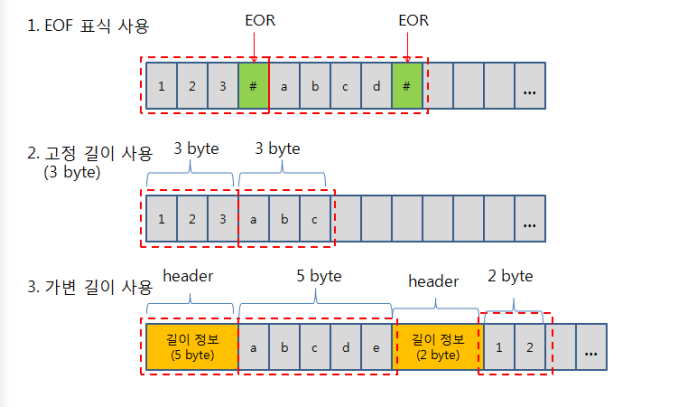 1. EOF 표식 사용
EOR EOR
1 2 3 # a b c d # ...
2. 고정 길이 사용
(3 byte)
3 byte 3 byte
1 2 3 a b c ...
3. 가변 길이 사용
header 5 byte header 2 byte
길이 정보
(5 byte)
a b c d e
길이 정보
(2 byte)
1 2 ...